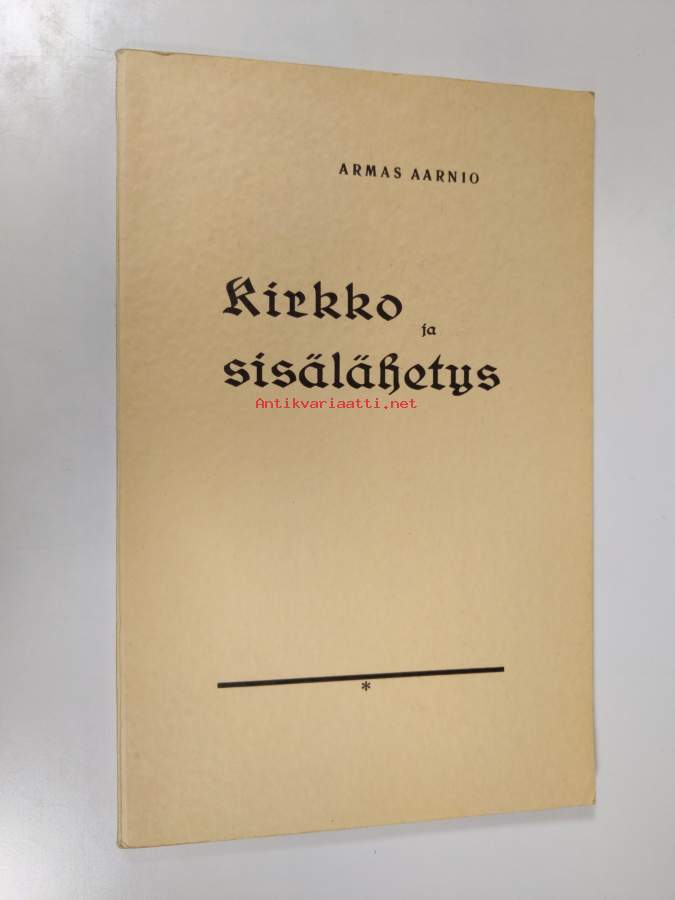 ARMAS AARNIO
Kirkko
ja
sisälähetys
Antikvariaatti.net
*